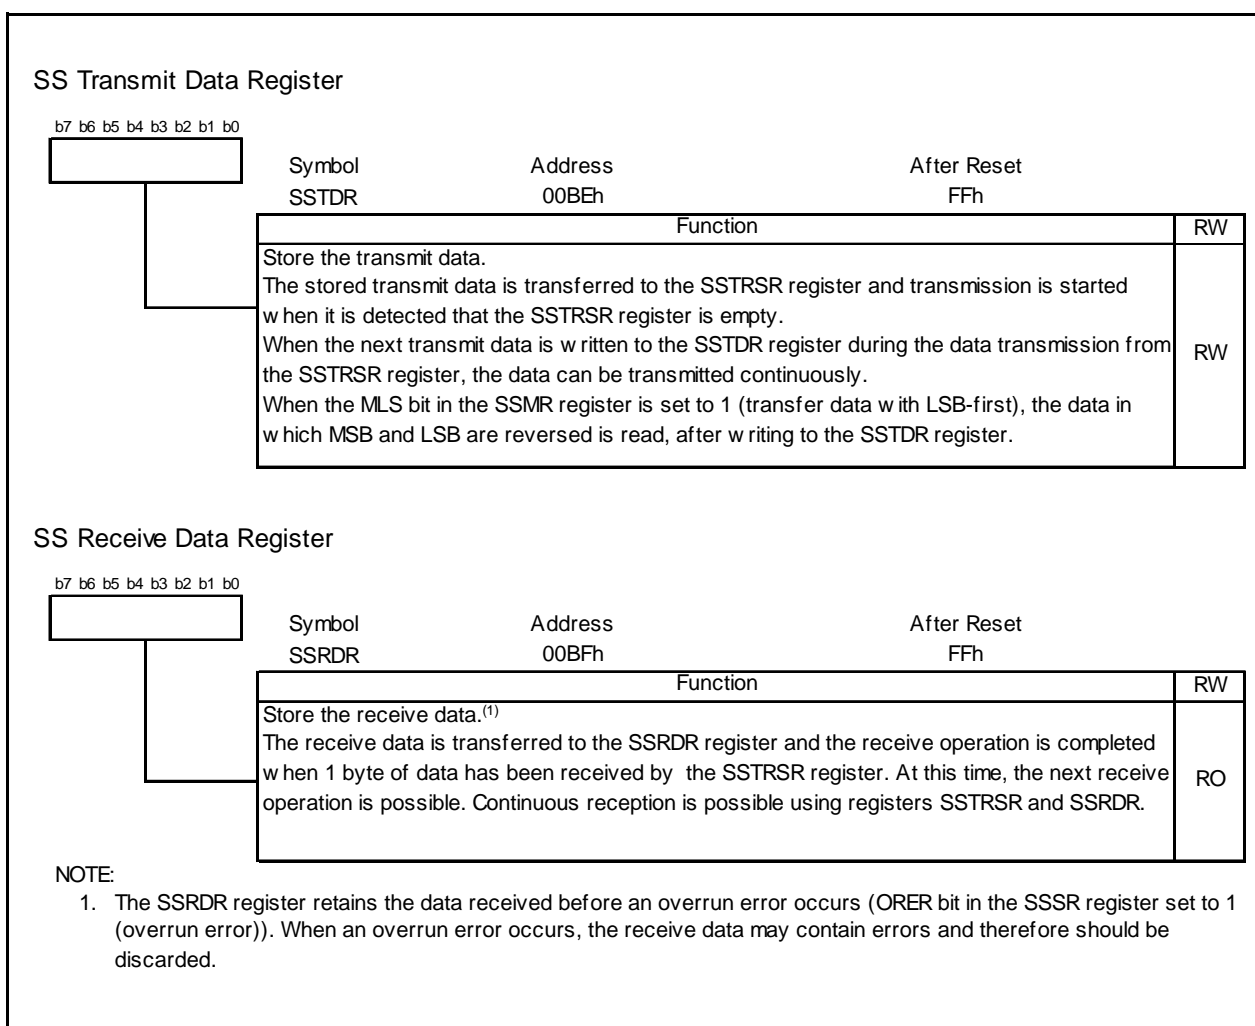 SS Transmit Data Register
b7 b6 b5 b4 b3 b2 b1 b0
Symbol Address After Reset
SSTDR 00BEh FFh
Function RW
Store the transmit data.
The stored transmit data is transferred to the SSTRSR register and transmission is started
when it is detected that the SSTRSR register is empty.
When the next transmit data is written to the SSTDR register during the data transmission from
the SSTRSR register, the data can be transmitted continuously.
When the MLS bit in the SSMR register is set to 1 (transfer data with LSB-first), the data in
which MSB and LSB are reversed is read, after writing to the SSTDR register.
RW
SS Receive Data Register
b7 b6 b5 b4 b3 b2 b1 b0
Symbol Address After Reset
SSRDR 00BFh FFh
Function RW
Store the receive data.(1)
The receive data is transferred to the SSRDR register and the receive operation is completed
when 1 byte of data has been received by the SSTRSR register. At this time, the next receive
operation is possible. Continuous reception is possible using registers SSTRSR and SSRDR.
RO
NOTE:
1. The SSRDR register retains the data received before an overrun error occurs (ORER bit in the SSSR register set to 1
(overrun error)). When an overrun error occurs, the receive data may contain errors and therefore should be
discarded.